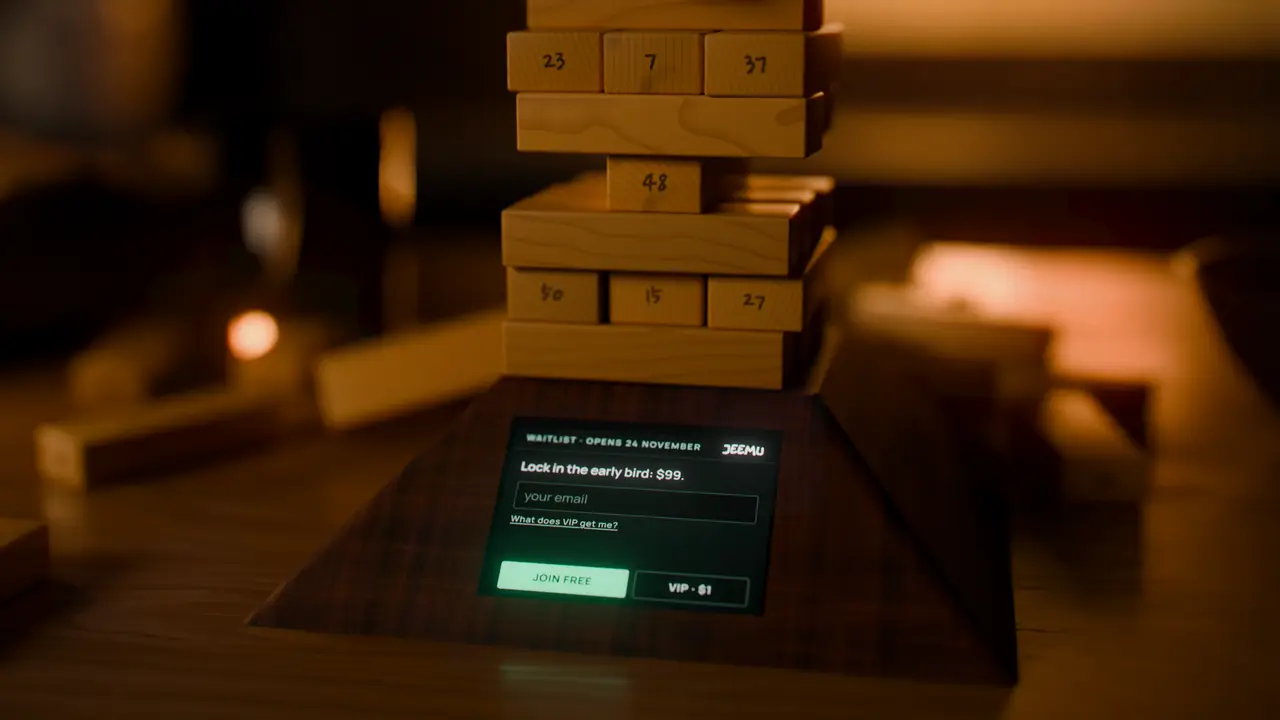 23 7 37
48
50 15 27
WAITLIST · OPENS 24 NOVEMBER JEEMU
Lock in the early bird: $99.
your email
What does VIP get me?
JOIN FREE VIP · $1